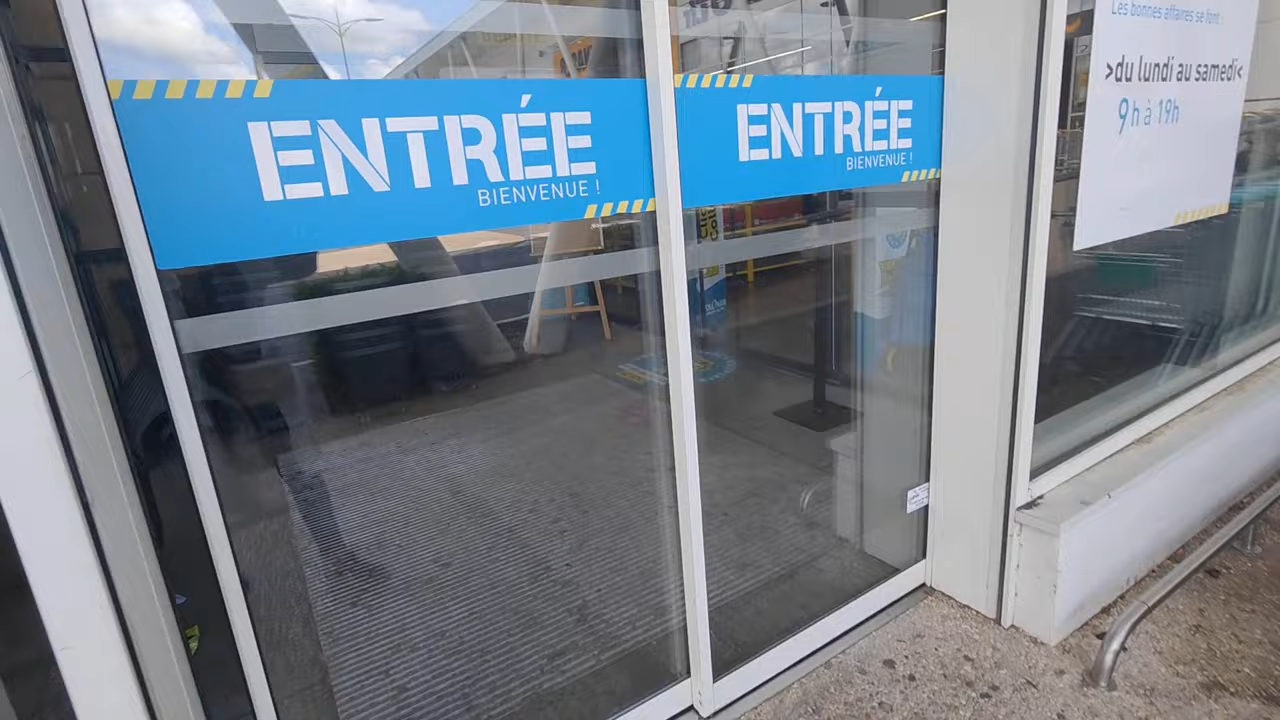 ENTRÉE
BIENVENUE !
ENTRÉE
BIENVENUE !
Les bonnes affaires se font :
>du lundi au samedi<
9h à 19h